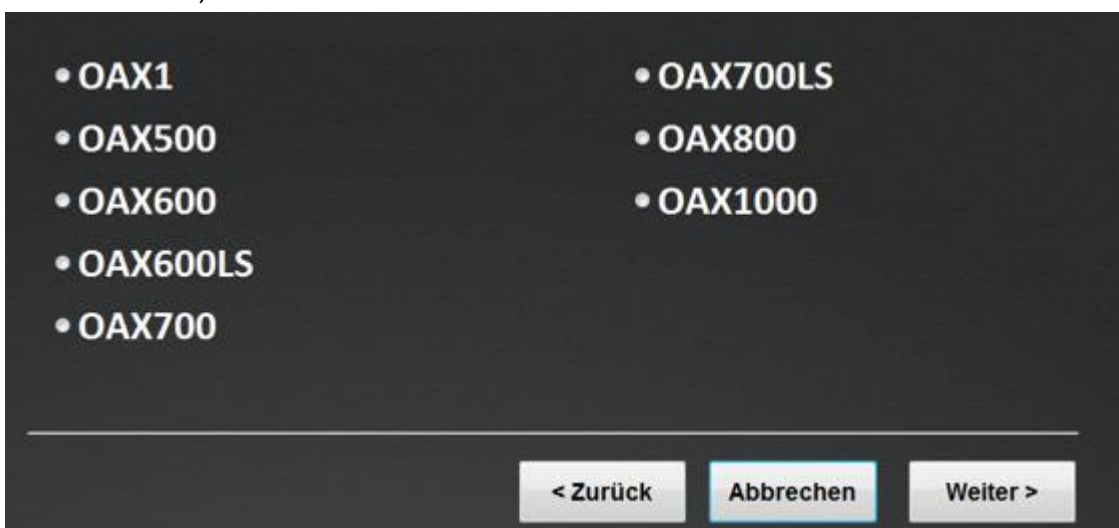 OAX1
OAX500
OAX600
OAX600LS
OAX700
OAX700LS
OAX800
OAX1000
< Zurück
Abbrechen
Weiter >